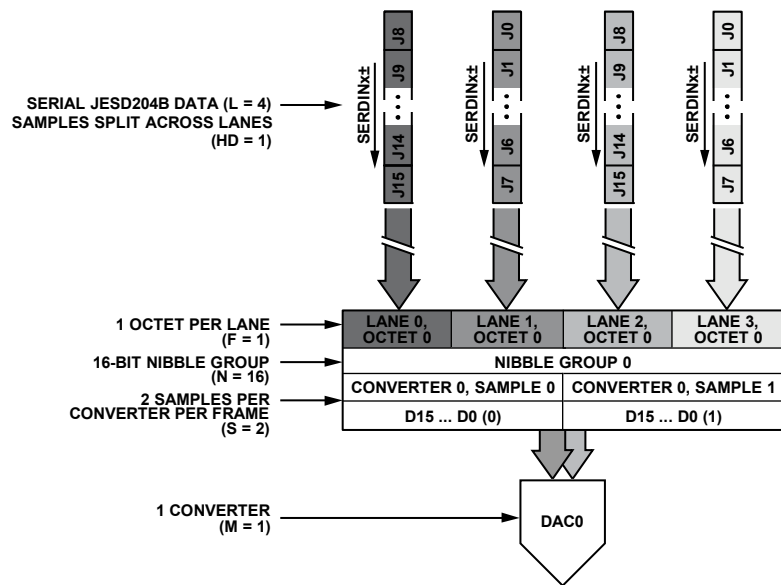 J8
J9
...
J14
J15
SERDINx±
J0
J1
...
J6
J7
SERDINx±
J8
J9
...
J14
J15
SERDINx±
J0
J1
...
J6
J7
SERDINx±
SERIAL JESD204B DATA (L = 4)
SAMPLES SPLIT ACROSS LANES
(HD = 1)
1 OCTET PER LANE
(F = 1)
LANE 0,
OCTET 0
LANE 1,
OCTET 0
LANE 2,
OCTET 0
LANE 3,
OCTET 0
16-BIT NIBBLE GROUP
(N = 16)
NIBBLE GROUP 0
2 SAMPLES PER
CONVERTER PER FRAME
(S = 2)
CONVERTER 0, SAMPLE 0
CONVERTER 0, SAMPLE 1
D15 ... D0 (0)
D15 ... D0 (1)
1 CONVERTER
(M = 1)
DAC0